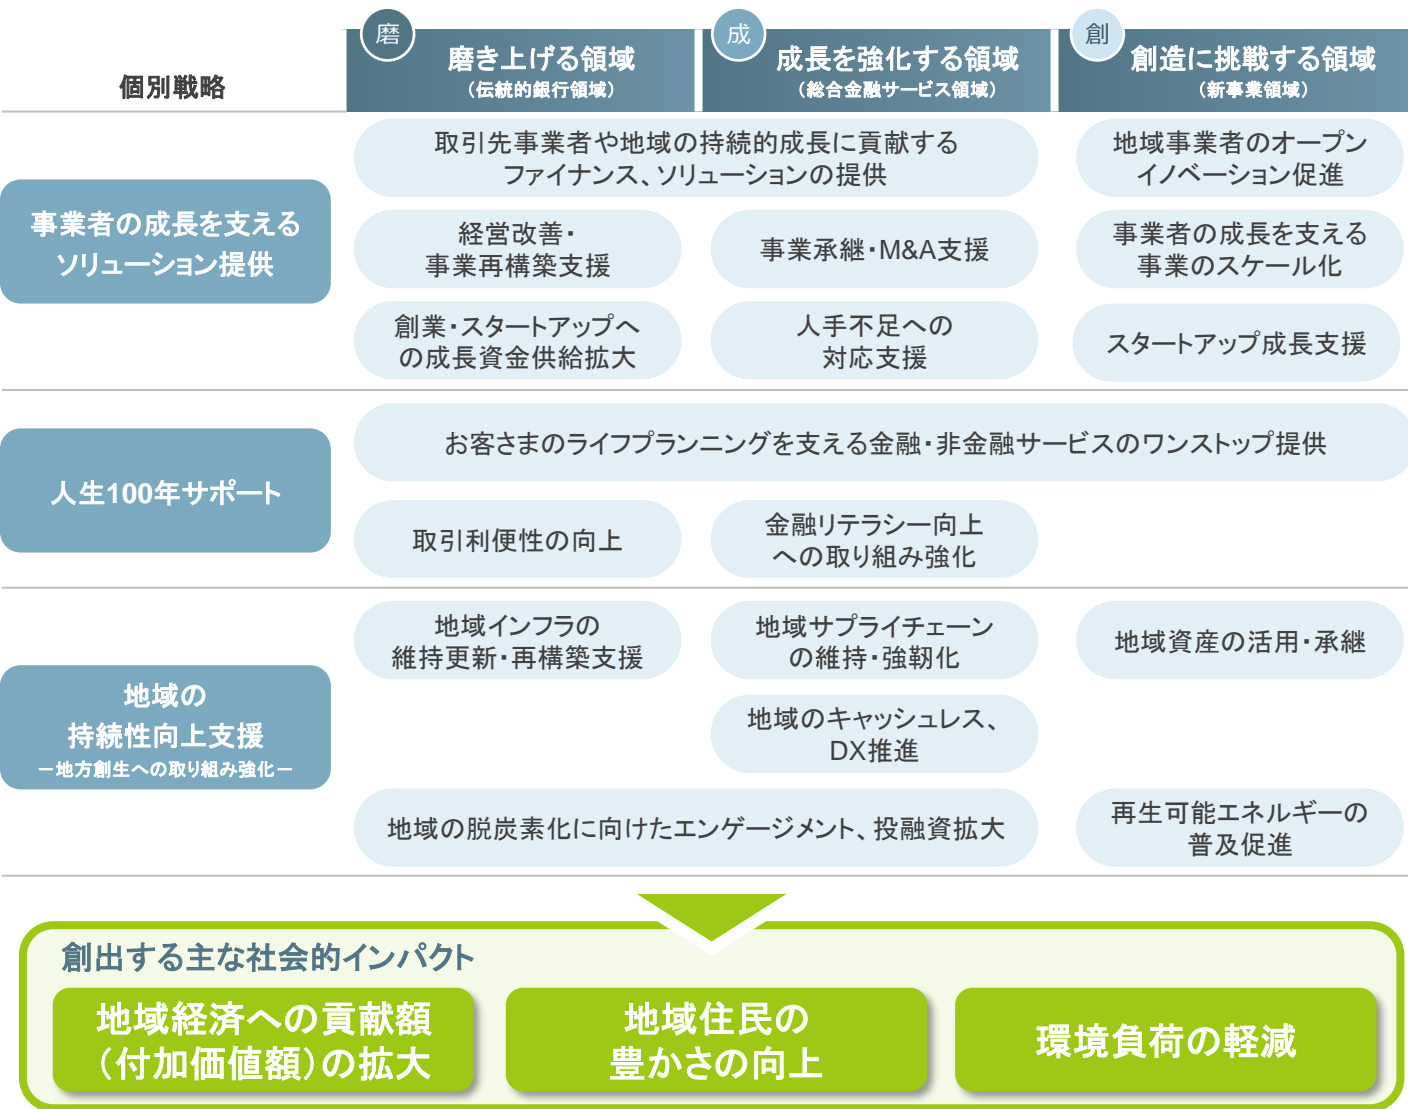 個別戦略
磨
磨き上げる領域
(伝統的銀行領域)
成
成長を強化する領域
(総合金融サービス領域)
創
創造に挑戦する領域
(新事業領域)
事業者の成長を支える
ソリューション提供
取引先事業者や地域の持続的成長に貢献する
ファイナンス、ソリューションの提供
地域事業者のオープン
イノベーション促進
経営改善・
事業再構築支援
事業承継・M&A支援
事業者の成長を支える
事業のスケール化
創業・スタートアップへ
の成長資金供給拡大
人手不足への
対応支援
スタートアップ成長支援
人生100年サポート
お客さまのライフプランニングを支える金融・非金融サービスのワンストップ提供
取引利便性の向上
金融リテラシー向上
への取り組み強化
地域の
持続性向上支援
－地方創生への取り組み強化－
地域インフラの
維持更新・再構築支援
地域サプライチェーン
の維持・強靭化
地域資産の活用・承継
地域のキャッシュレス、
DX推進
地域の脱炭素化に向けたエンゲージメント、投融資拡大
再生可能エネルギーの
普及促進
創出する主な社会的インパクト
地域経済への貢献額
(付加価値額)の拡大
地域住民の
豊かさの向上
環境負荷の軽減